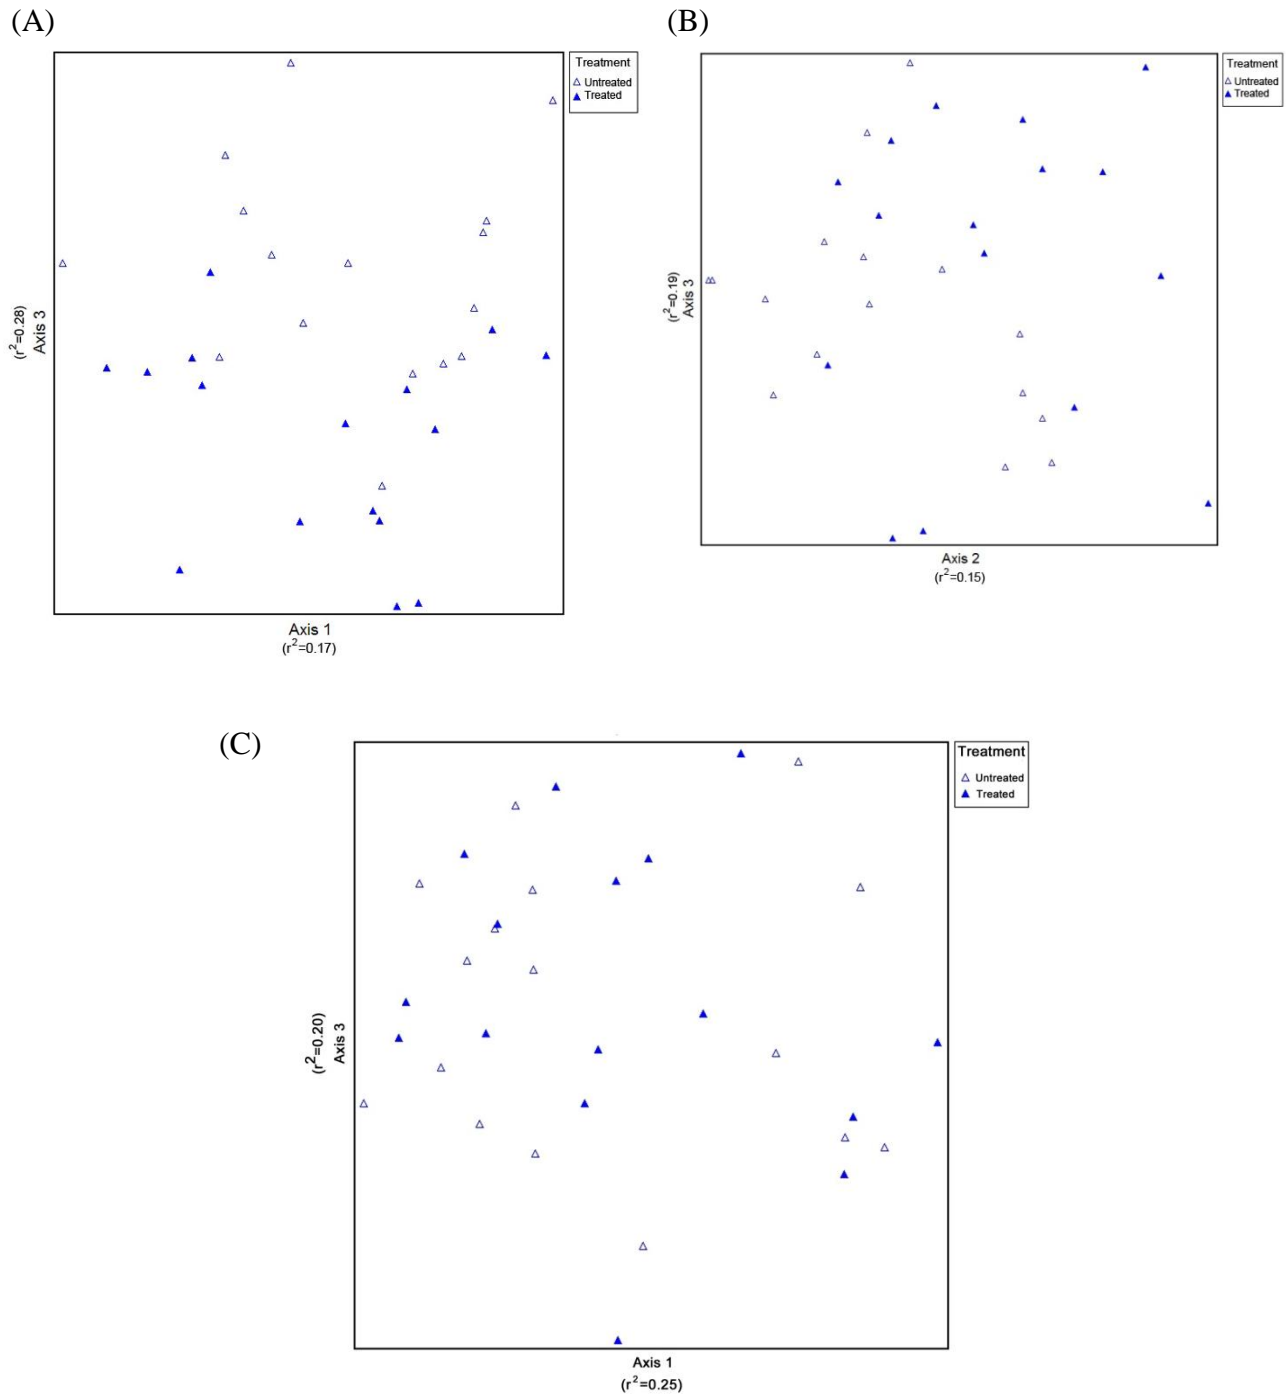 (A)
Treatment
Untreated
Treated
(r²=0.28)
Axis 3
Axis 1
(r²=0.17)
(B)
Treatment
Untreated
Treated
(r²=0.19)
Axis 3
Axis 2
(r²=0.15)
(C)
Treatment
Untreated
Treated
(r²=0.20)
Axis 3
Axis 1
(r²=0.25)